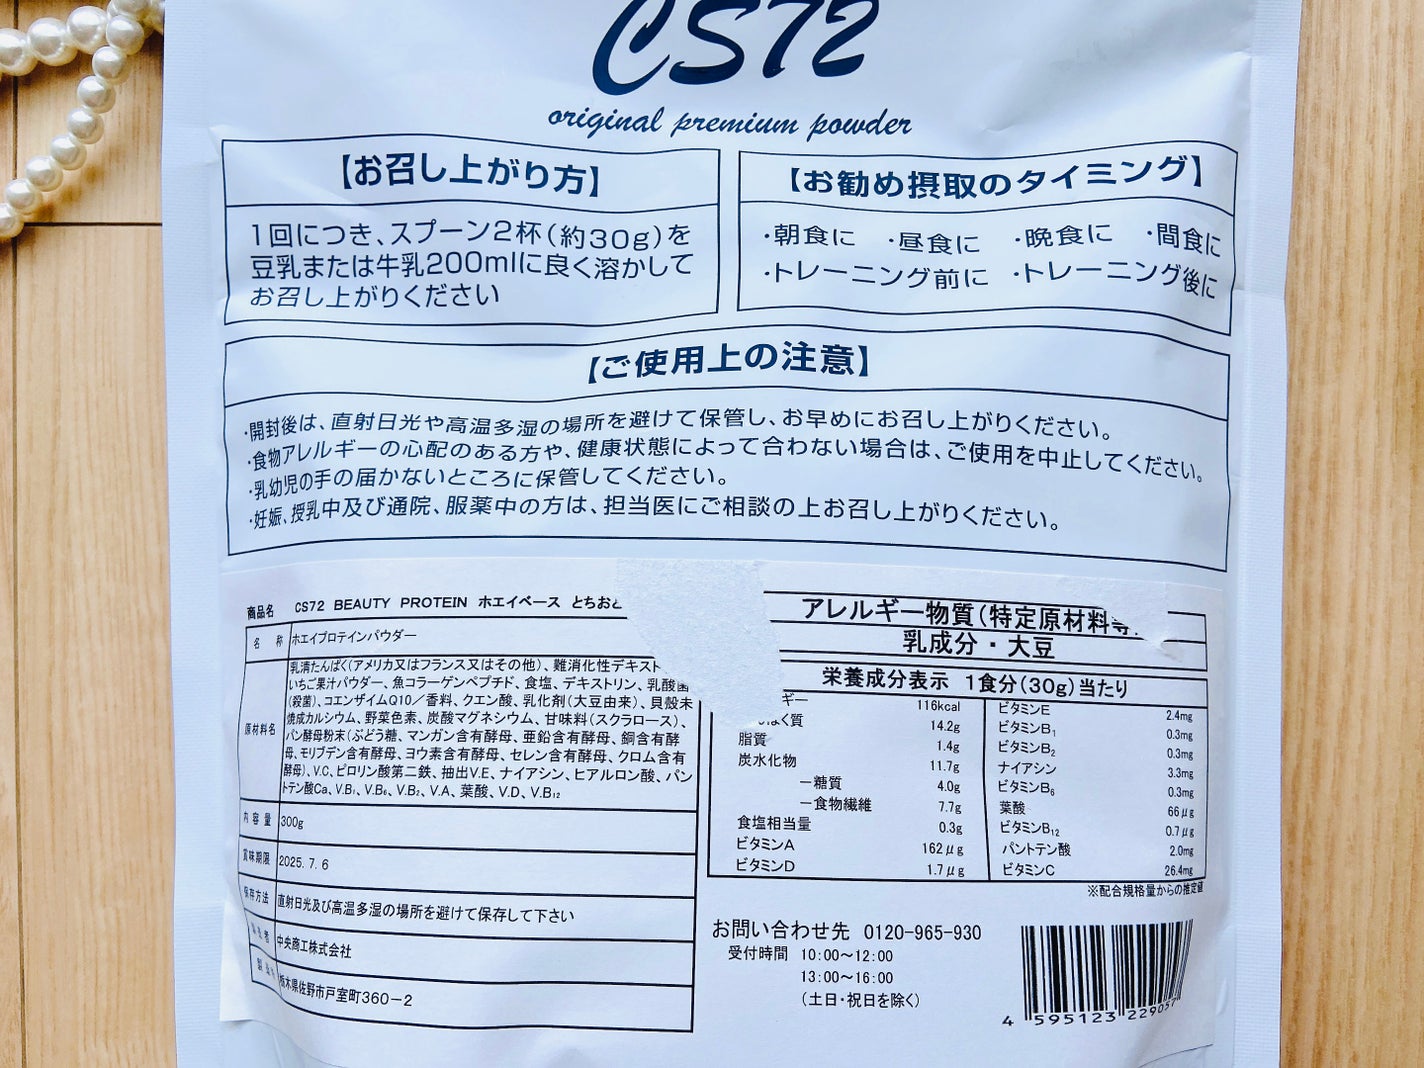 CS72
original premium powder
【お召し上がり方】
1回につき、スプーン2杯（約30g）を
豆乳または牛乳200mlに良く溶かして
お召し上がりください
【お勧め摂取のタイミング】
・朝食に ・昼食に ・晩食に ・間食に
・トレーニング前に ・トレーニング後に
【ご使用上の注意】
・開封後は、直射日光や高温多湿の場所を避けて保管し、お早めにお召し上がりください。
・食物アレルギーの心配のある方や、健康状態によって合わない場合は、ご使用を中止してください。
・乳幼児の手の届かないところに保管してください。
・妊娠、授乳中及び通院、服薬中の方は、担当医にご相談の上お召し上がりください。
商品名 CS72 BEAUTY PROTEIN ホエイベース とちおと
名称 ホエイプロテインパウダー
原材料名
乳清たんぱく（アメリカ又はフランス又はその他）、難消化性デキスト
いちご果汁パウダー、魚コラーゲンペプチド、食塩、デキストリン、乳酸菌
（殺菌）、コエンザイムQ10／香料、クエン酸、乳化剤（大豆由来）、貝殻未
焼成カルシウム、野菜色素、炭酸マグネシウム、甘味料（スクラロース）、
パン酵母粉末（ぶどう糖、マンガン含有酵母、亜鉛含有酵母、銅含有酵
母、モリブデン含有酵母、ヨウ素含有酵母、セレン含有酵母、クロム含有
酵母）、V.C、ピロリン酸第二鉄、抽出V.E、ナイアシン、ヒアルロン酸、パン
トテン酸Ca、V.B₁、V.B₆、V.B₂、V.A、葉酸、V.D、V.B₁₂
内容量 300g
賞味期限 2025. 7. 6
保存方法 直射日光及び高温多湿の場所を避けて保存して下さい
中央商工株式会社
栃木県佐野市戸室町360－2
アレルギー物質（特定原材料等
乳成分・大豆
栄養成分表示 1食分（30g）当たり
ギー 116kcal
ぱく質 14.2g
脂質 1.4g
炭水化物 11.7g
－糖質 4.0g
－食物繊維 7.7g
食塩相当量 0.3g
ビタミンA 162μg
ビタミンD 1.7μg
ビタミンE 2.4mg
ビタミンB₁ 0.3mg
ビタミンB₂ 0.3mg
ナイアシン 3.3mg
ビタミンB₆ 0.3mg
葉酸 66μg
ビタミンB₁₂ 0.7μg
パントテン酸 2.0mg
ビタミンC 26.4mg
※配合規格量からの推定値
お問い合わせ先 0120-965-930
受付時間 10:00～12:00
13:00～16:00
（土日・祝日を除く）
4 595123 229057